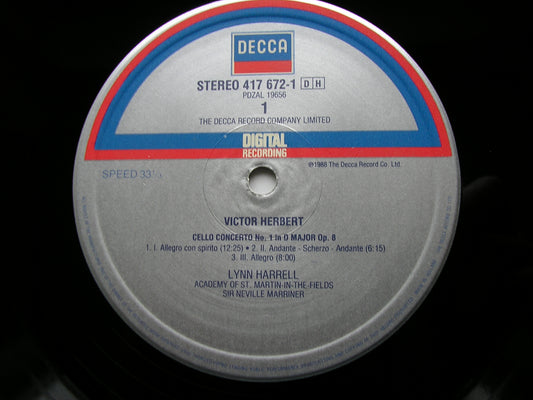 DECCA
STEREO 417 672-1 DH
PDZAL 19656
1
THE DECCA RECORD COMPANY LIMITED
DIGITAL
RECORDING
℗1988 The Decca Record Co. Ltd.
SPEED 33⅓
VICTOR HERBERT
CELLO CONCERTO No. 1 in D MAJOR Op. 8
1. I. Allegro con spirito (12:25) • 2. II. Andante - Scherzo - Andante (6:15)
3. III. Allegro (8:00)
LYNN HARRELL
ACADEMY OF ST. MARTIN-IN-THE-FIELDS
SIR NEVILLE MARRINER